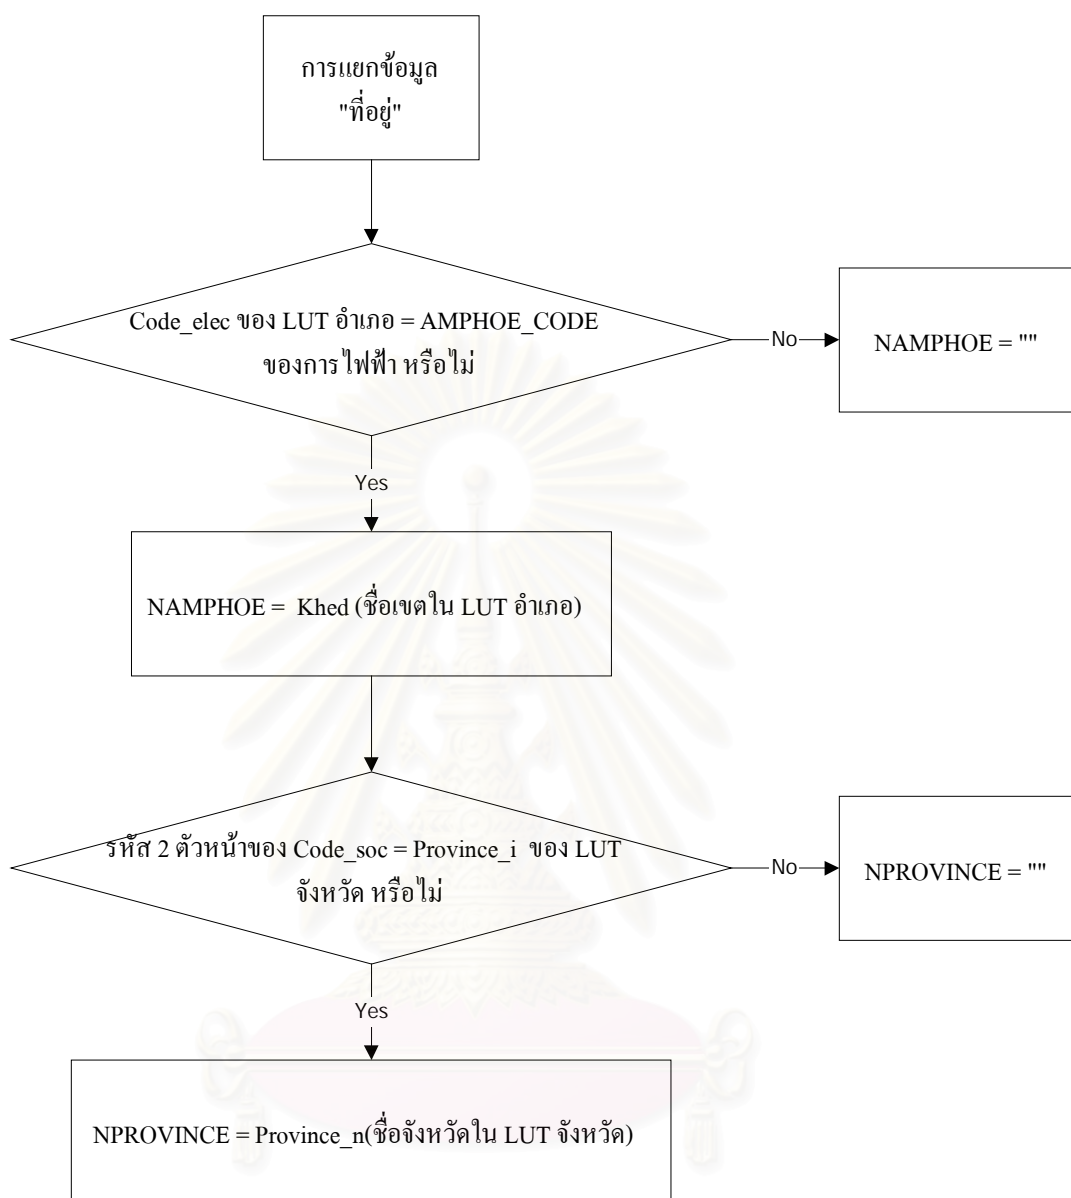 การแยกข้อมูล
"ที่อยู่"
Code_elec ของ LUT อำเภอ = AMPHOE_CODE
ของการไฟฟ้า หรือไม่
No
NAMPHOE = ""
Yes
NAMPHOE = Khed (ชื่อเขตใน LUT อำเภอ)
รหัส 2 ตัวหน้าของ Code_soc = Province_i ของ LUT
จังหวัด หรือไม่
No
NPROVINCE = ""
Yes
NPROVINCE = Province_n(ชื่อจังหวัดใน LUT จังหวัด)